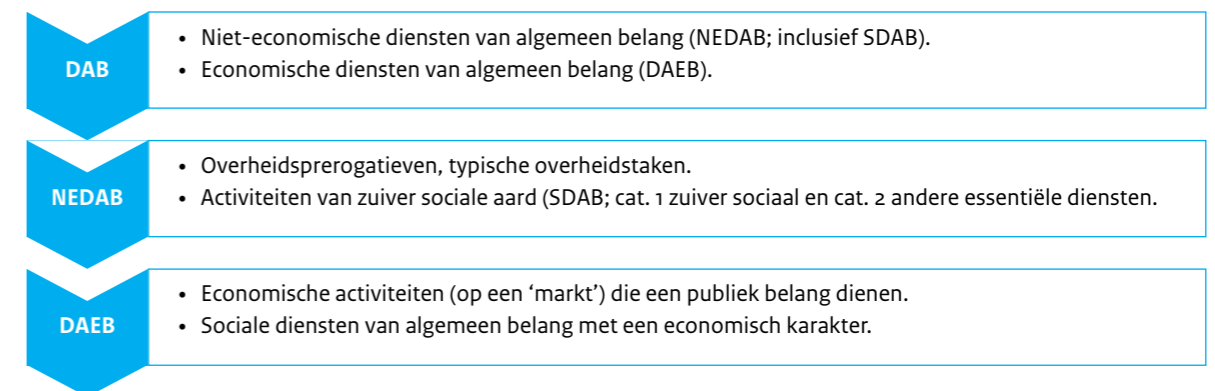 DAB
• Niet-economische diensten van algemeen belang (NEDAB; inclusief SDAB).
• Economische diensten van algemeen belang (DAEB).
NEDAB
• Overheidsprerogatieven, typische overheidstaken.
• Activiteiten van zuiver sociale aard (SDAB; cat. 1 zuiver sociaal en cat. 2 andere essentiële diensten.
DAEB
• Economische activiteiten (op een ‘markt’) die een publiek belang dienen.
• Sociale diensten van algemeen belang met een economisch karakter.